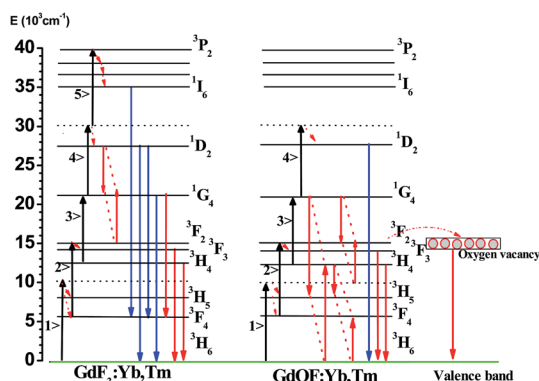 E (10³cm⁻¹)
40
35
30
25
20
15
10
5
0
5>
4>
3>
2>
1>
³P₂
¹I₆
¹D₂
¹G₄
³F₂ ³F₃
³H₄
³H₅
³F₄
³H₆
GdF₃:Yb,Tm
4>
3>
2>
1>
³P₂
¹I₆
¹D₂
¹G₄
³F₂ ³F₃
³H₄
³H₅
³F₄
³H₆
GdOF:Yb,Tm
Oxygen vacancy
Valence band